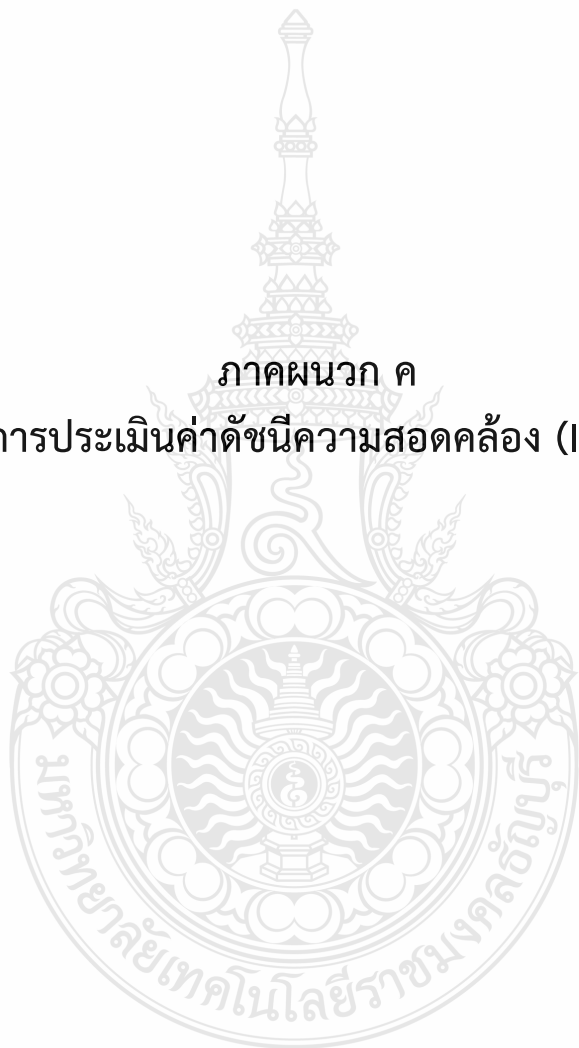 ภาคผนวก ค
การประเมินค่าดัชนีความสอดคล้อง (I
มหาวิทยาลัยเทคโนโลยีราชมงคลธัญบุรี